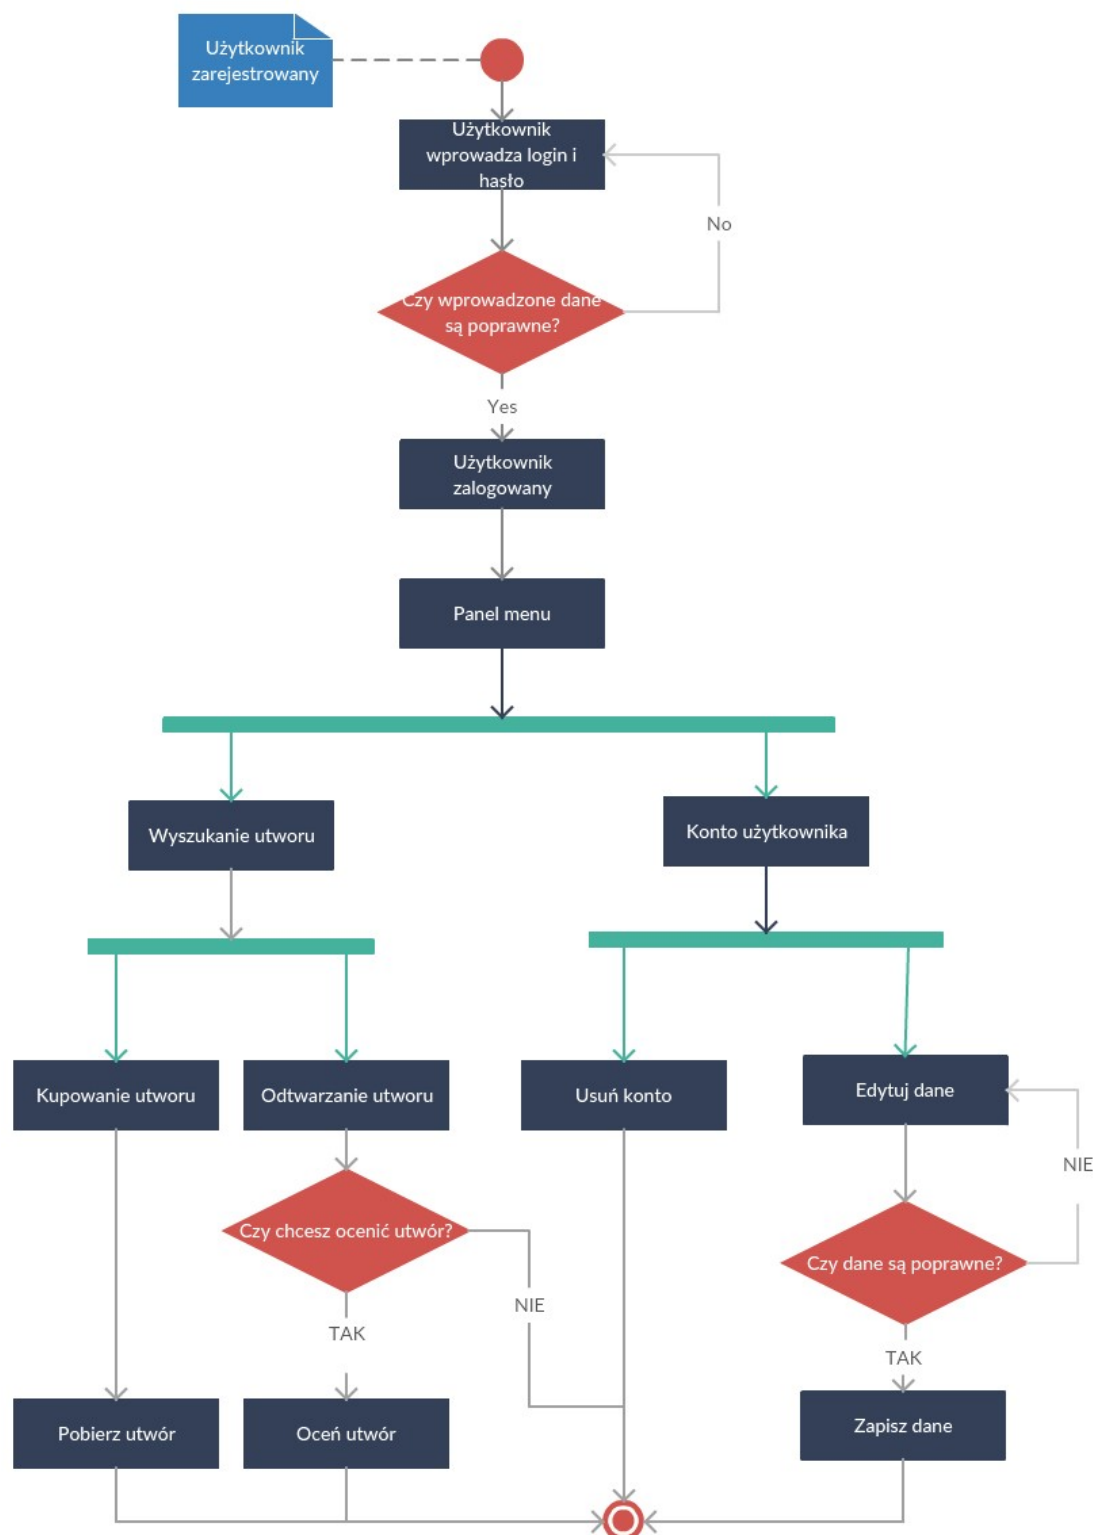 Użytkownik
zarejestrowany
Użytkownik
wprowadza login i
hasło
No
Czy wprowadzone dane
są poprawne?
Yes
Użytkownik
zalogowany
Panel menu
Wyszukanie utworu
Konto użytkownika
Kupowanie utworu
Odtwarzanie utworu
Usuń konto
Edytuj dane
NIE
Czy chcesz ocenić utwór?
Czy dane są poprawne?
NIE
TAK
TAK
Pobierz utwór
Oceń utwór
Zapisz dane